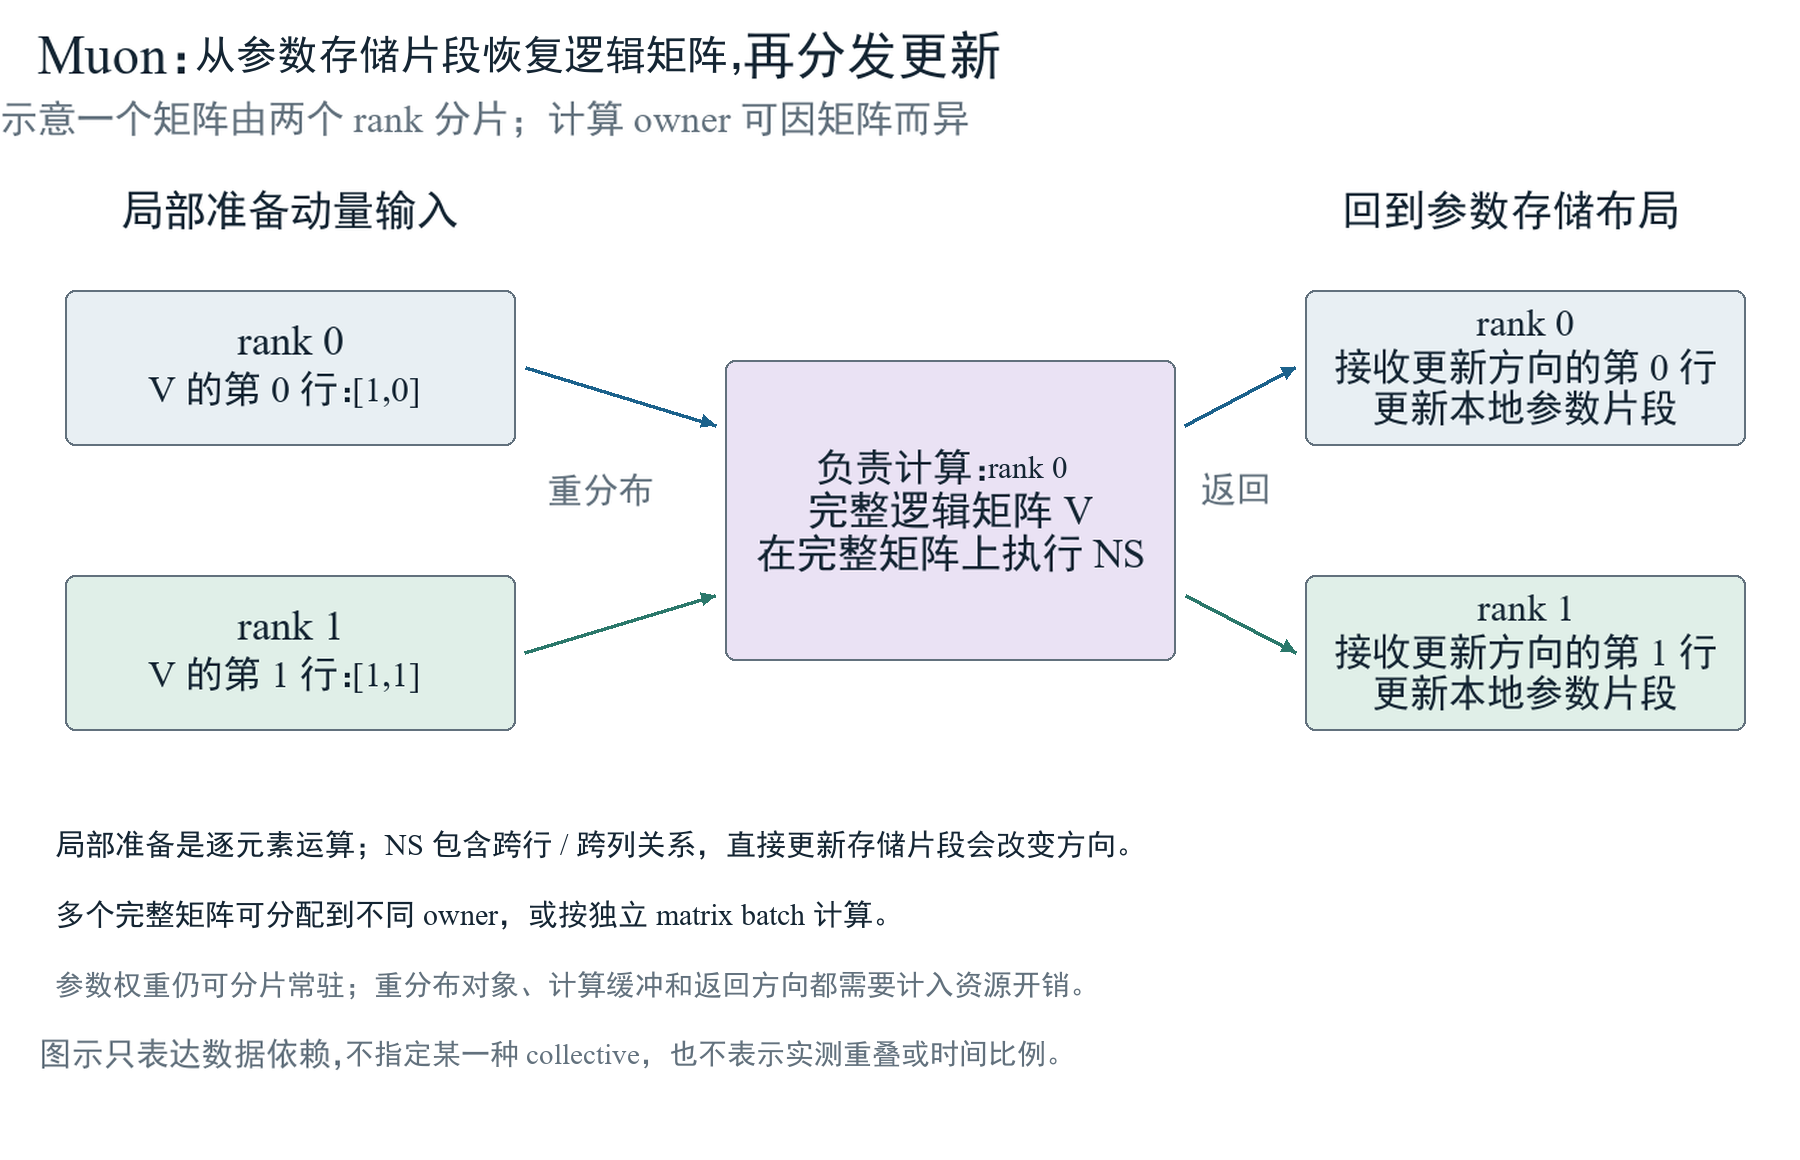 Muon:从参数存储片段恢复逻辑矩阵,再分发更新
示意一个矩阵由两个 rank 分片；计算 owner 可因矩阵而异
局部准备动量输入
回到参数存储布局
rank 0
V 的第 0 行:[1,0]
rank 0
接收更新方向的第 0 行
更新本地参数片段
重分布
负责计算:rank 0
完整逻辑矩阵 V
在完整矩阵上执行 NS
返回
rank 1
V 的第 1 行:[1,1]
rank 1
接收更新方向的第 1 行
更新本地参数片段
局部准备是逐元素运算；NS 包含跨行 / 跨列关系，直接更新存储片段会改变方向。
多个完整矩阵可分配到不同 owner，或按独立 matrix batch 计算。
参数权重仍可分片常驻；重分布对象、计算缓冲和返回方向都需要计入资源开销。
图示只表达数据依赖,不指定某一种 collective，也不表示实测重叠或时间比例。